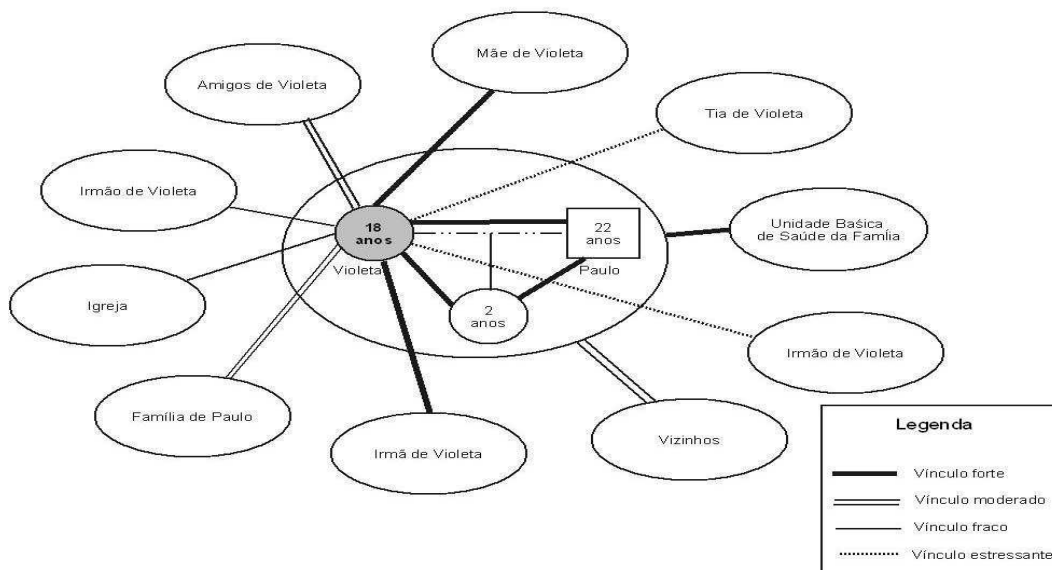 Mãe de Violeta
Amigos de Violeta
Tia de Violeta
Irmão de Violeta
18
anos
22
anos
Unidade Bašica
de Saúde da FamÍlia
Violeta
Paulo
Igreja
2
anos
Irmão de Violeta
Família de Paulo
Irmã de Violeta
Vizinhos
Legenda
Vínculo forte
Vínculo moderado
Vínculo fraco
Vínculo estressante